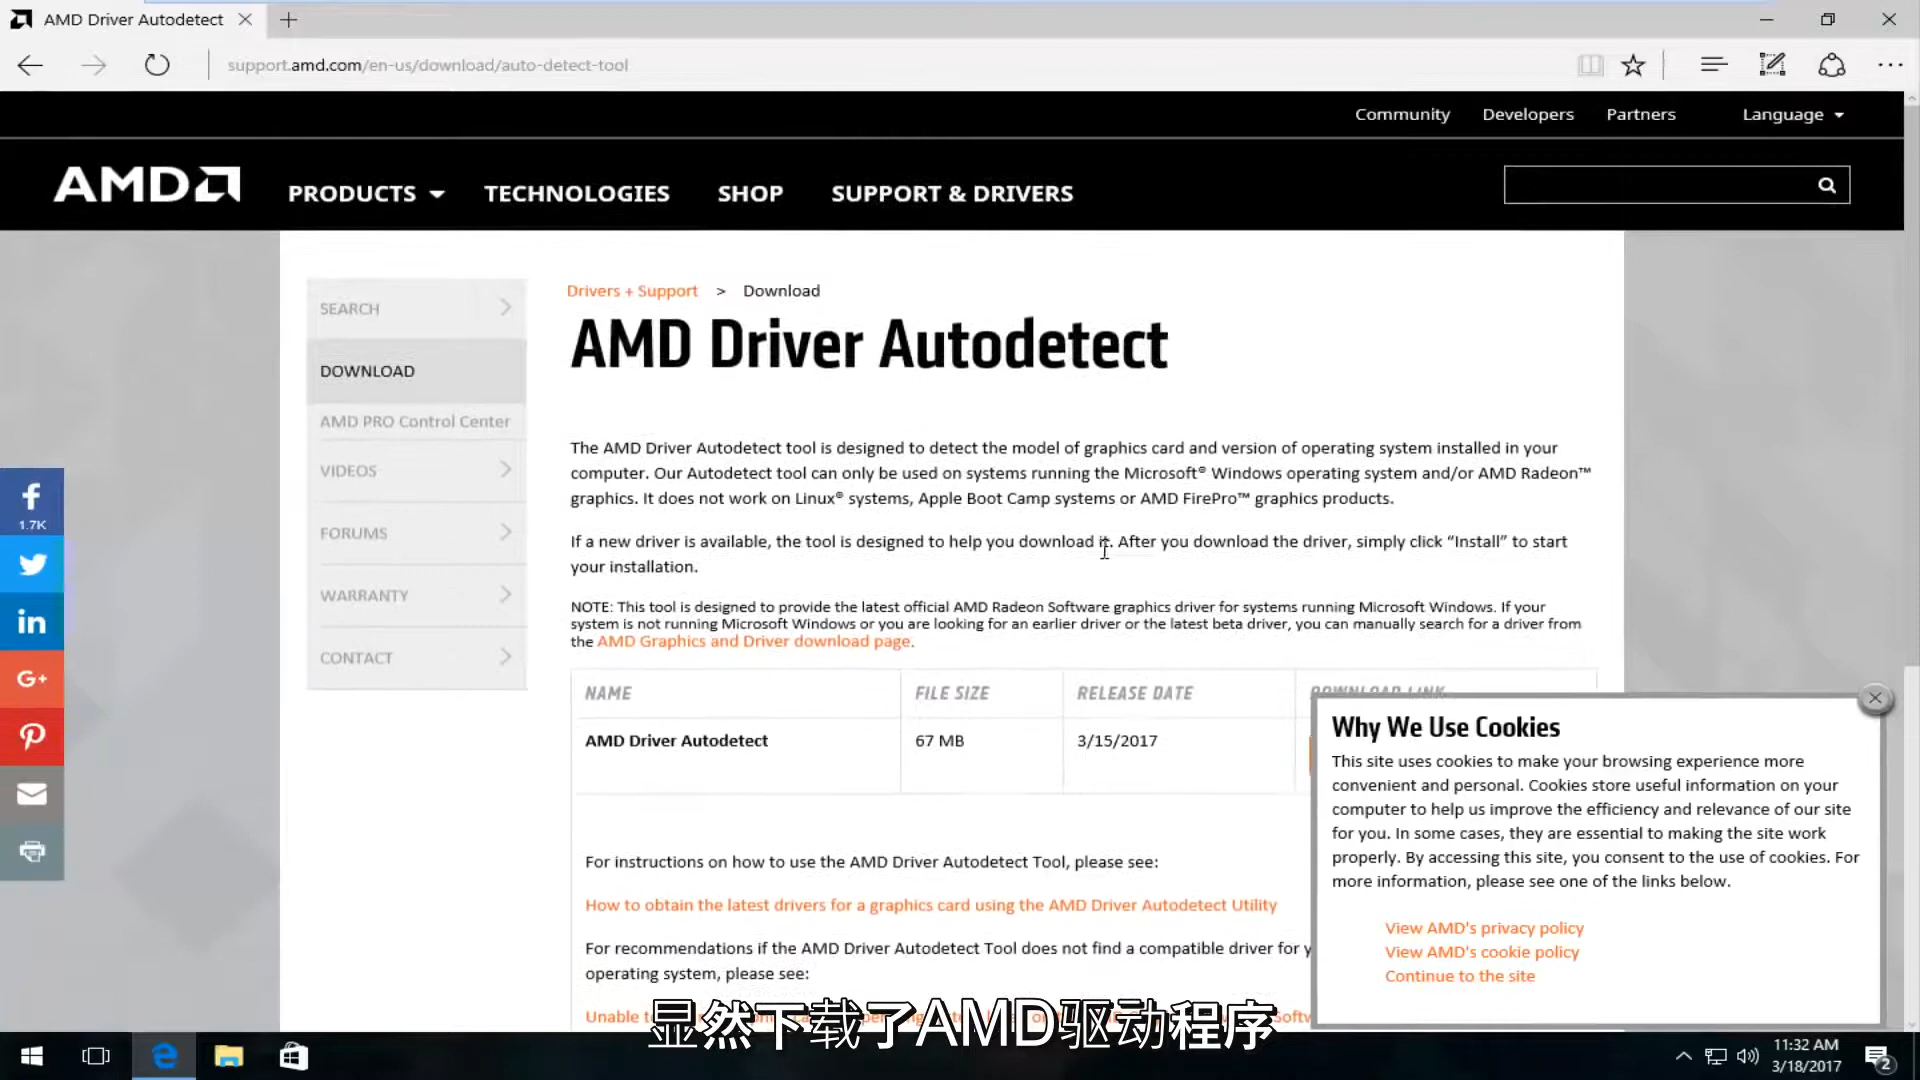 AMD Driver Autodetect
support.amd.com/en-us/download/auto-detect-tool
Community Developers Partners Language
AMD PRODUCTS TECHNOLOGIES SHOP SUPPORT & DRIVERS
Drivers + Support > Download
AMD Driver Autodetect
SEARCH
DOWNLOAD
AMD PRO Control Center
VIDEOS
FORUMS
WARRANTY
CONTACT
1.7K
The AMD Driver Autodetect tool is designed to detect the model of graphics card and version of operating system installed in your
computer. Our Autodetect tool can only be used on systems running the Microsoft® Windows operating system and/or AMD Radeon™
graphics. It does not work on Linux® systems, Apple Boot Camp systems or AMD FirePro™ graphics products.
If a new driver is available, the tool is designed to help you download it. After you download the driver, simply click “Install” to start
your installation.
NOTE: This tool is designed to provide the latest official AMD Radeon Software graphics driver for systems running Microsoft Windows. If your
system is not running Microsoft Windows or you are looking for an earlier driver or the latest beta driver, you can manually search for a driver from
the AMD Graphics and Driver download page.
NAME FILE SIZE RELEASE DATE DOWNLOAD LINK
AMD Driver Autodetect 67 MB 3/15/2017
For instructions on how to use the AMD Driver Autodetect Tool, please see:
How to obtain the latest drivers for a graphics card using the AMD Driver Autodetect Utility
For recommendations if the AMD Driver Autodetect Tool does not find a compatible driver for y
operating system, please see:
Unable
Why We Use Cookies
This site uses cookies to make your browsing experience more
convenient and personal. Cookies store useful information on your
computer to help us improve the efficiency and relevance of our site
for you. In some cases, they are essential to making the site work
properly. By accessing this site, you consent to the use of cookies. For
more information, please see one of the links below.
View AMD's privacy policy
View AMD's cookie policy
Continue to the site
显然下载了AMD驱动程序
11:32 AM
3/18/2017
2